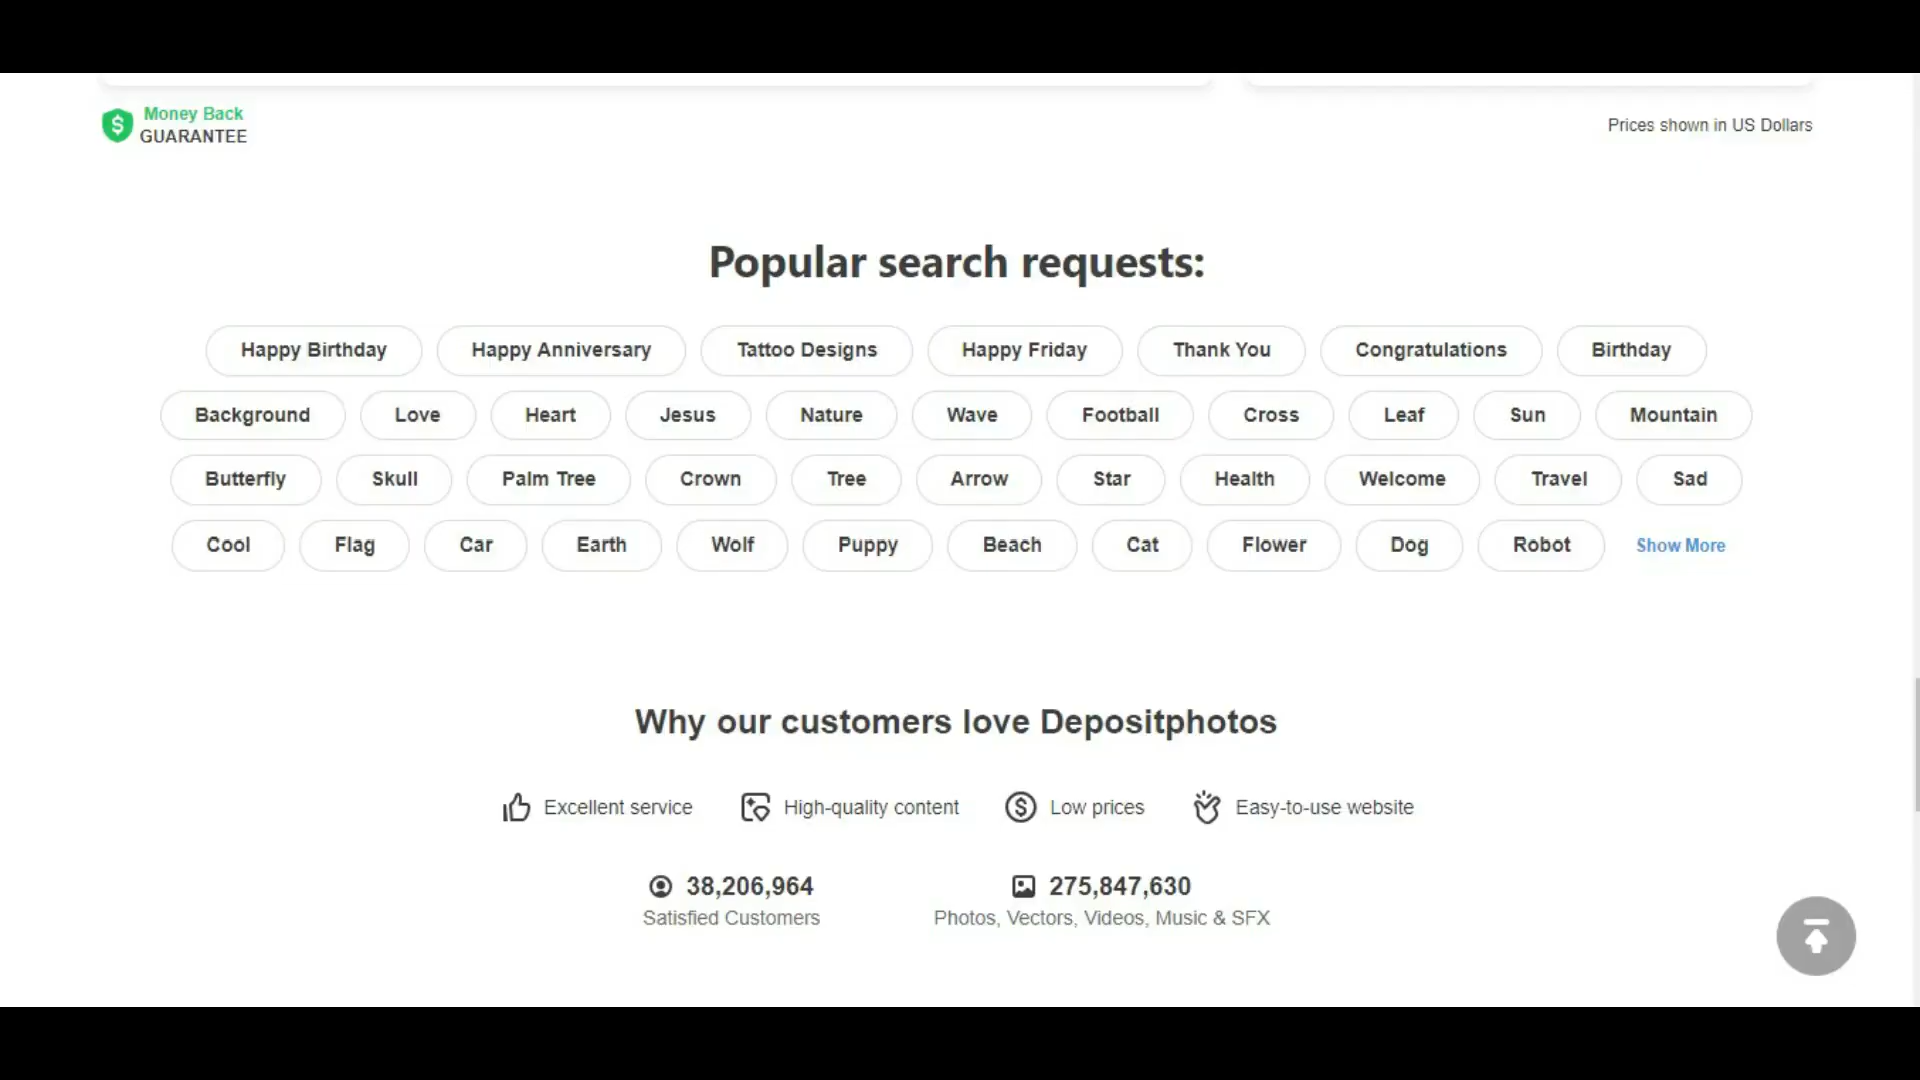 Money Back
GUARANTEE
Prices shown in US Dollars
Popular search requests:
Happy Birthday Happy Anniversary Tattoo Designs Happy Friday Thank You Congratulations Birthday
Background Love Heart Jesus Nature Wave Football Cross Leaf Sun Mountain
Butterfly Skull Palm Tree Crown Tree Arrow Star Health Welcome Travel Sad
Cool Flag Car Earth Wolf Puppy Beach Cat Flower Dog Robot Show More
Why our customers love Depositphotos
Excellent service High-quality content Low prices Easy-to-use website
38,206,964 275,847,630
Satisfied Customers Photos, Vectors, Videos, Music & SFX